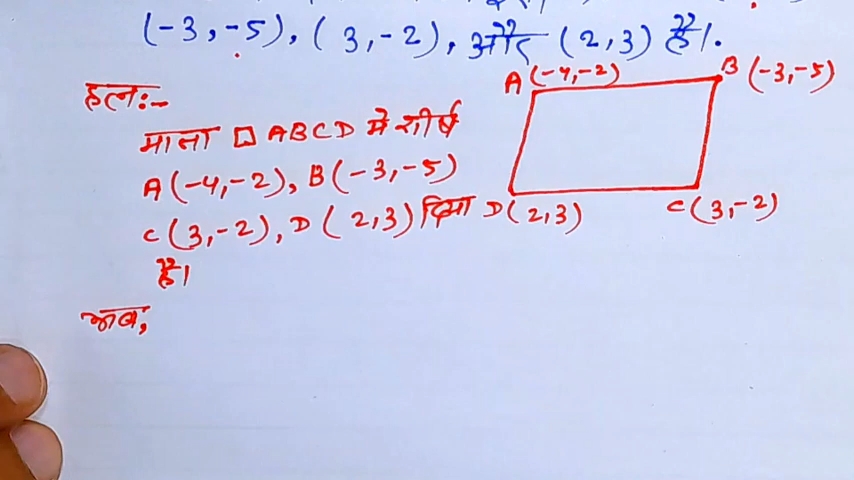 (-3,-5), (3,-2), और (2,3) हैं।
हल:-
माना □ ABCD में शीर्ष
A(-4,-2), B(-3,-5)
C(3,-2), D(2,3) दिया
है।
अब,
A(-4,-2)
B(-3,-5)
D(2,3)
C(3,-2)